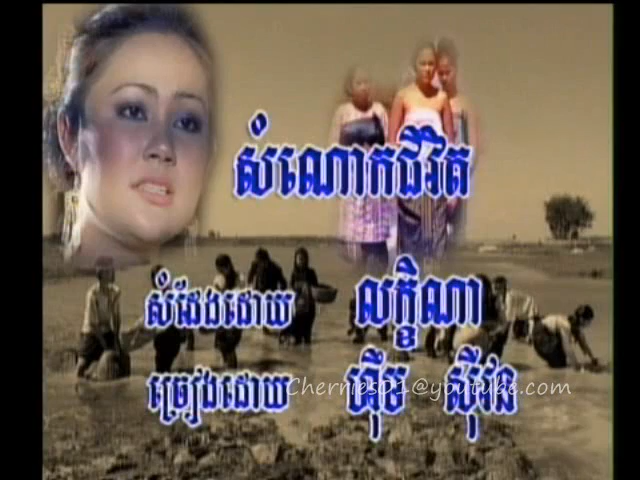 សំណោកជីវិត
សំដែងដោយ លក្ខិណា
ច្រៀងដោយ ហ៊ឹម ស៊ីវន
Chernies01@youtube.com